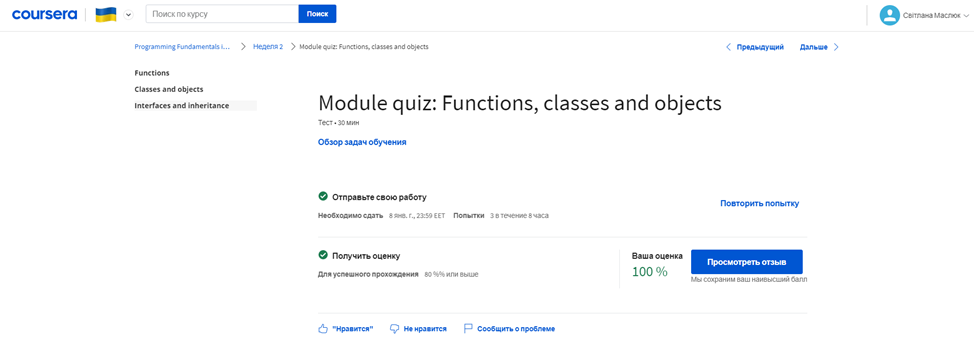 coursera
Поиск по курсу
Поиск
Світлана Маслюк
Programming Fundamentals i...
Неделя 2
Module quiz: Functions, classes and objects
Предыдущий
Дальше
Functions
Classes and objects
Interfaces and inheritance
Module quiz: Functions, classes and objects
Тест • 30 мин
Обзор задач обучения
Отправьте свою работу
Необходимо сдать 8 янв. г., 23:59 EET Попытки 3 в течение 8 часа
Повторить попытку
Получить оценку
Для успешного прохождения 80 %% или выше
Ваша оценка
100 %
Просмотреть отзыв
Мы сохраним ваш наивысший балл
"Нравится"
Не нравится
Сообщить о проблеме